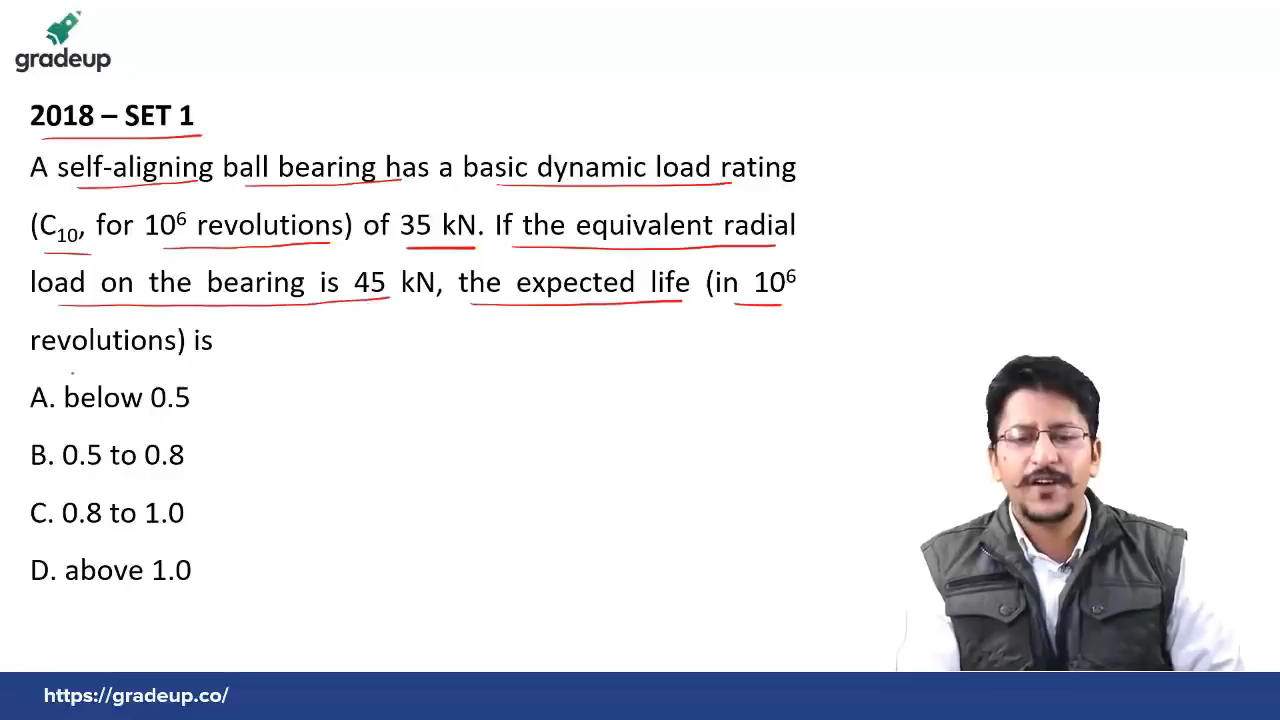 gradeup
2018 – SET 1
A self-aligning ball bearing has a basic dynamic load rating
(C₁₀, for 10⁶ revolutions) of 35 kN. If the equivalent radial
load on the bearing is 45 kN, the expected life (in 10⁶
revolutions) is
A. below 0.5
B. 0.5 to 0.8
C. 0.8 to 1.0
D. above 1.0
https://gradeup.co/